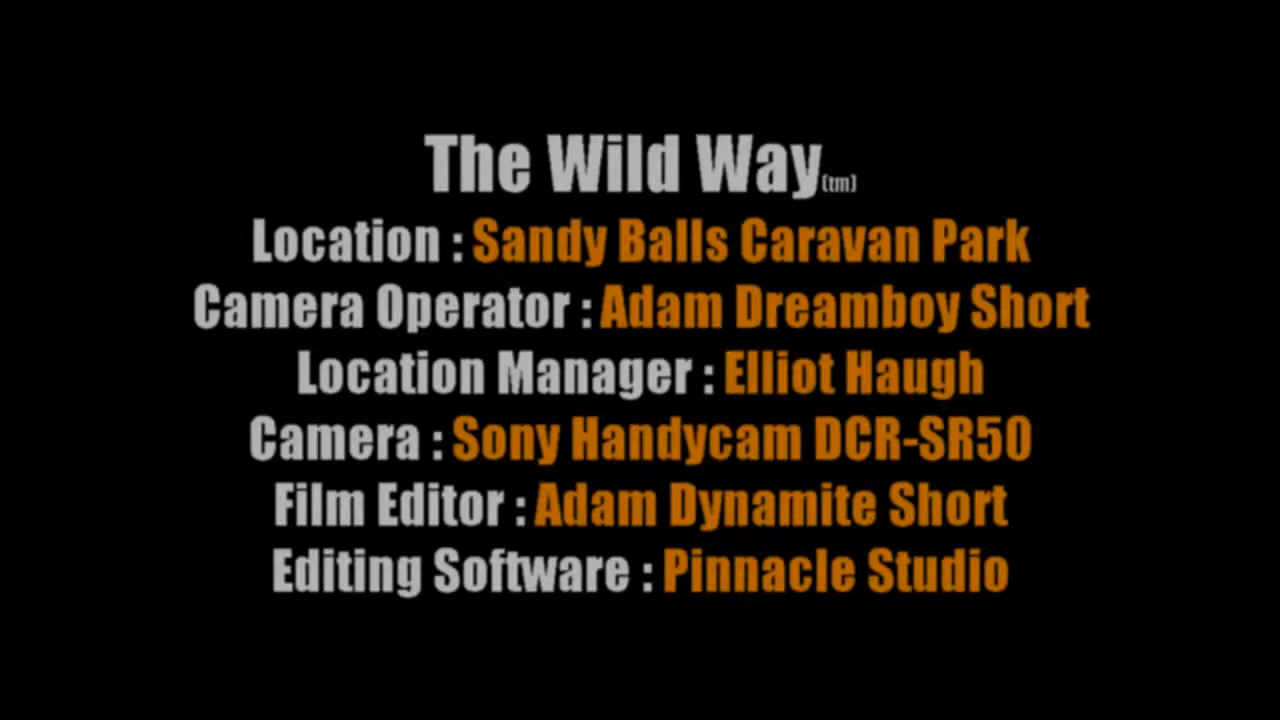 The Wild Way(tm)
Location : Sandy Balls Caravan Park
Camera Operator : Adam Dreamboy Short
Location Manager : Elliot Haugh
Camera : Sony Handycam DCR-SR50
Film Editor : Adam Dynamite Short
Editing Software : Pinnacle Studio